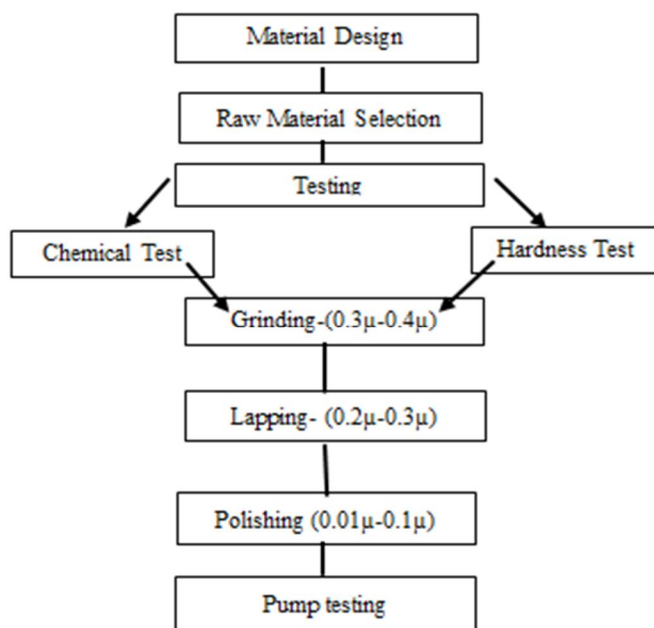 Material Design
Raw Material Selection
Testing
Chemical Test
Hardness Test
Grinding-(0.3µ-0.4µ)
Lapping- (0.2µ-0.3µ)
Polishing (0.01µ-0.1µ)
Pump testing